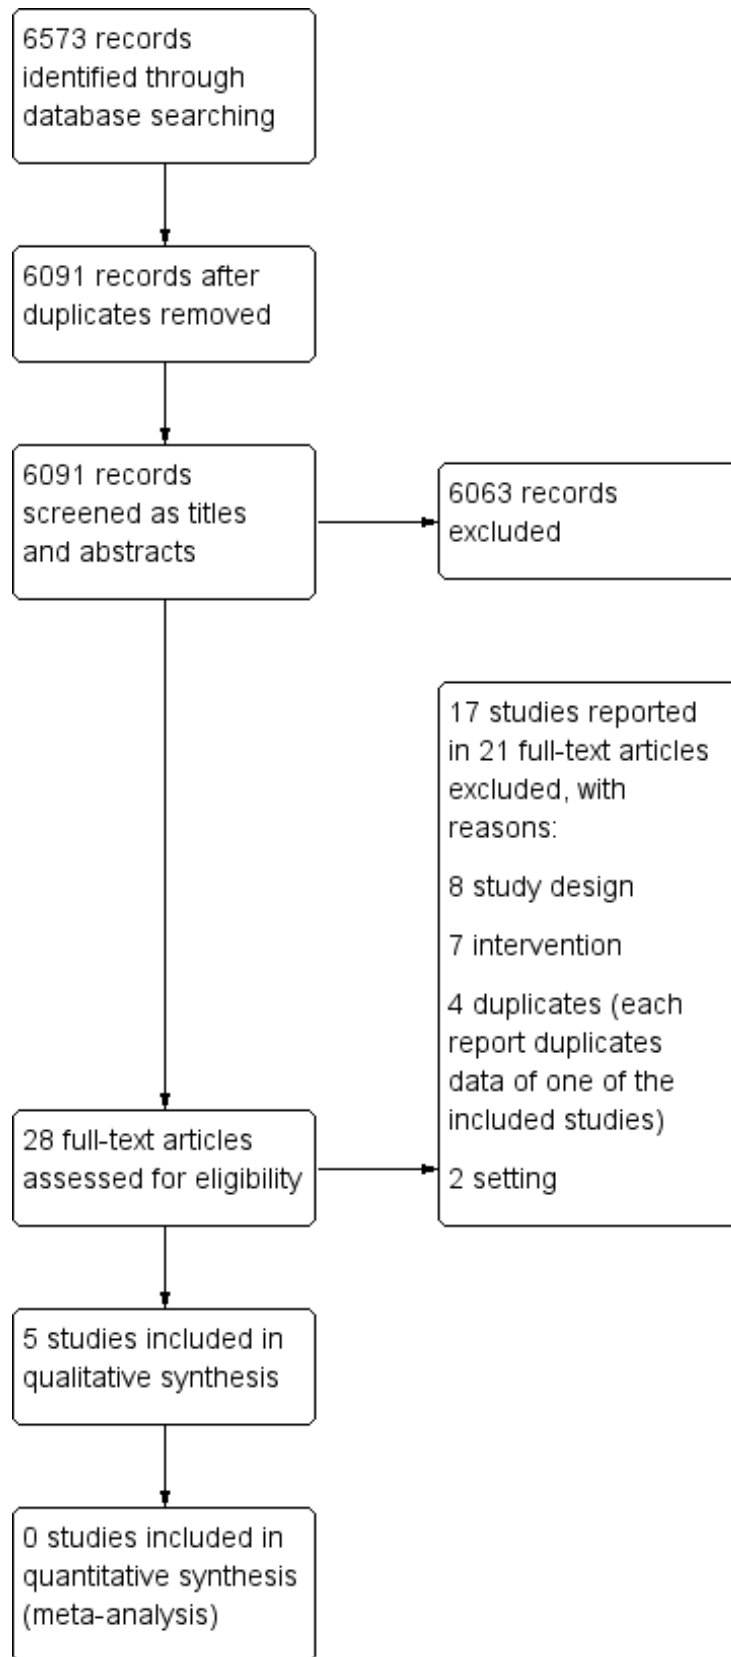 6573 records
identified through
database searching
6091 records after
duplicates removed
6091 records
screened as titles
and abstracts
6063 records
excluded
17 studies reported
in 21 full-text articles
excluded, with
reasons:
8 study design
7 intervention
4 duplicates (each
report duplicates
data of one of the
included studies)
2 setting
28 full-text articles
assessed for eligibility
5 studies included in
qualitative synthesis
0 studies included in
quantitative synthesis
(meta-analysis)